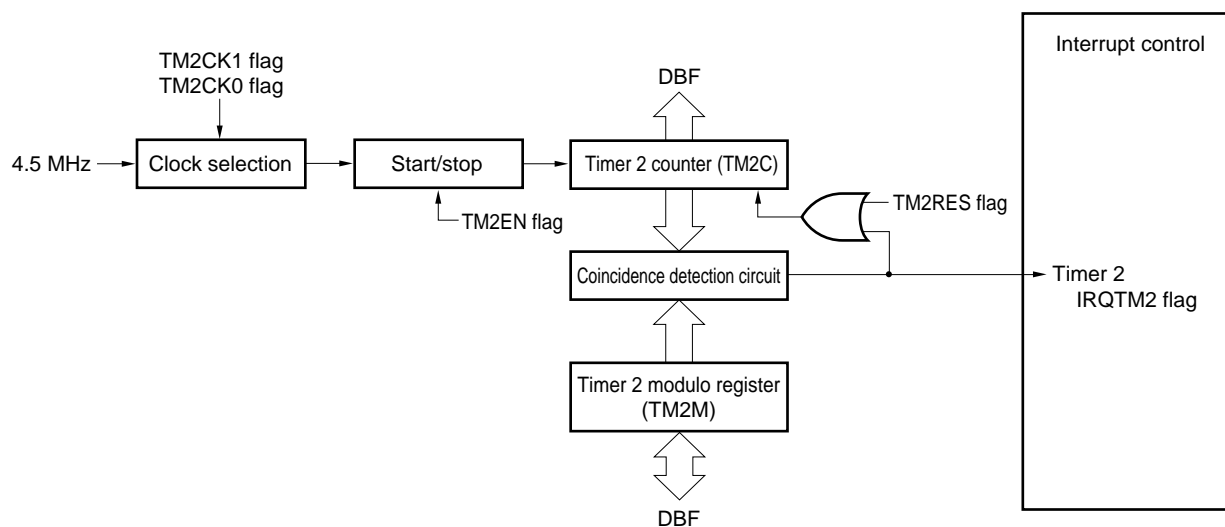 Interrupt control
TM2CK1 flag
TM2CK0 flag
DBF
4.5 MHz
Clock selection
Start/stop
Timer 2 counter (TM2C)
TM2RES flag
TM2EN flag
Coincidence detection circuit
Timer 2
IRQTM2 flag
Timer 2 modulo register
(TM2M)
DBF